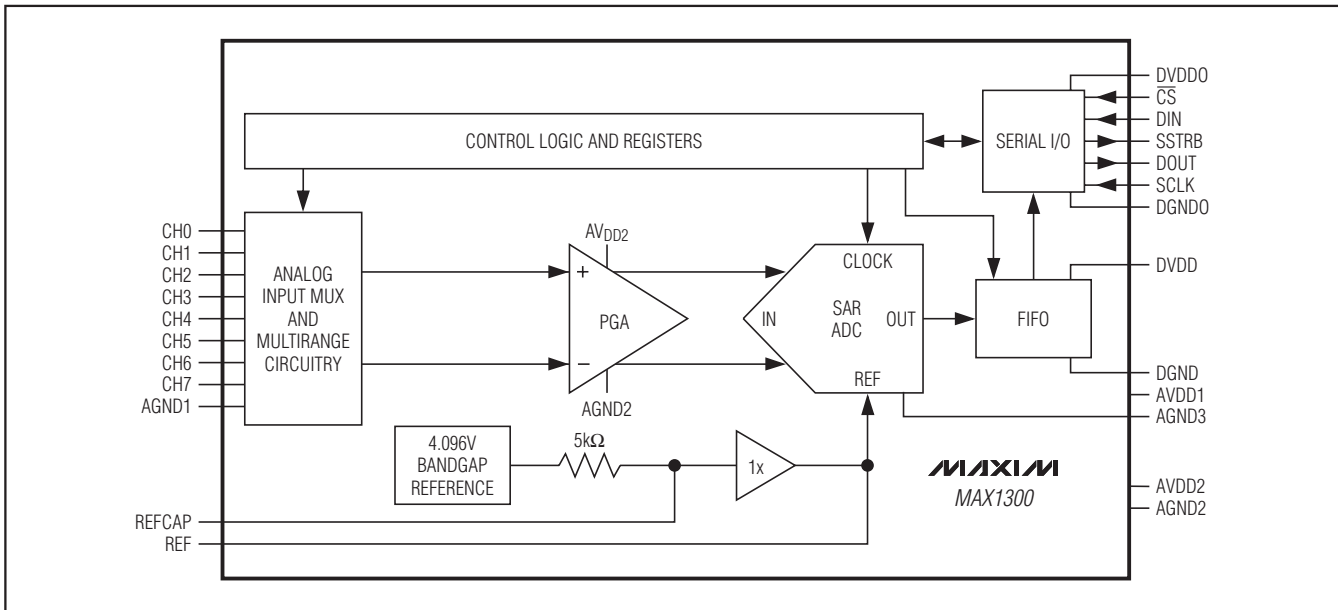 DVDDO
CS
DIN
SSTRB
DOUT
SCLK
DGNDO
CONTROL LOGIC AND REGISTERS
SERIAL I/O
CH0
CH1
CH2
CH3
CH4
CH5
CH6
CH7
AGND1
ANALOG
INPUT MUX
AND
MULTIRANGE
CIRCUITRY
AVDD2
+
PGA
−
AGND2
CLOCK
IN
SAR
ADC
OUT
REF
FIFO
DVDD
DGND
AVDD1
AGND3
4.096V
BANDGAP
REFERENCE
5kΩ
1x
MAXIM
MAX1300
AVDD2
AGND2
REFCAP
REF